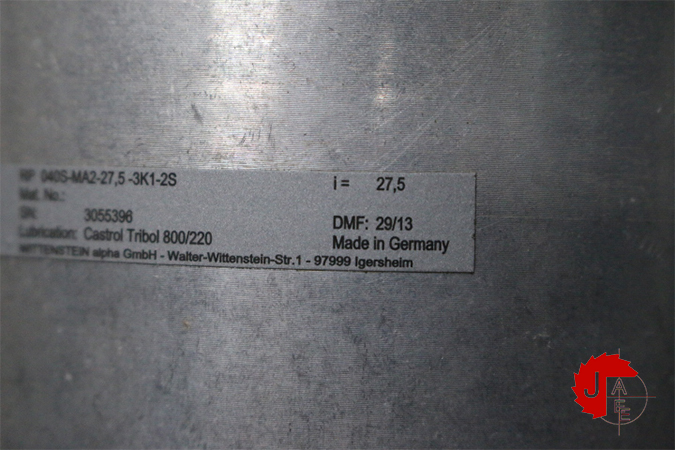 RP 040S-MA2-27,5 -3K1-2S i = 27,5
Mat. No.:
SN: 3055396 DMF: 29/13
Lubrication: Castrol Tribol 800/220 Made in Germany
WITTENSTEIN alpha GmbH - Walter-Wittenstein-Str.1 - 97999 Igersheim
J